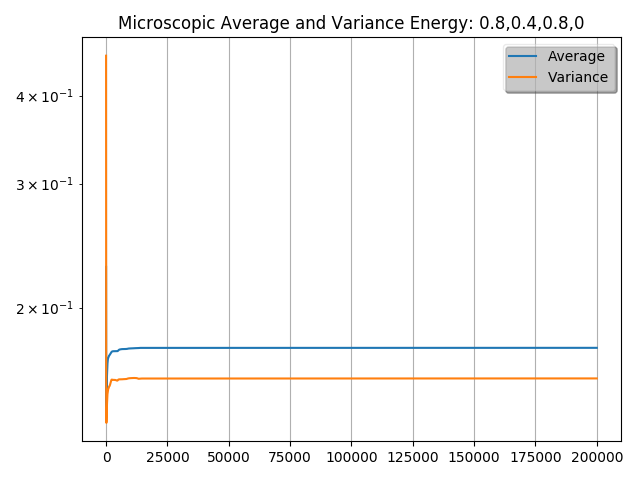 Microscopic Average and Variance Energy: 0.8,0.4,0.8,0
Average
Variance
4 × 10⁻¹
3 × 10⁻¹
2 × 10⁻¹
0 25000 50000 75000 100000 125000 150000 175000 200000